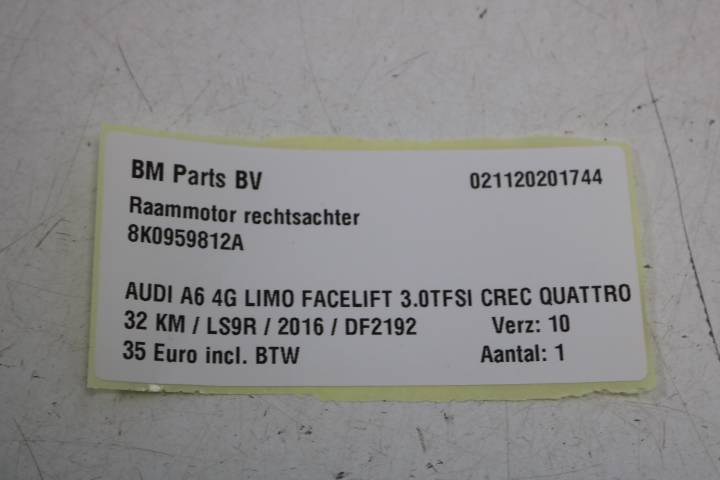 BM Parts BV 021120201744
Raammotor rechtsachter
8K0959812A
AUDI A6 4G LIMO FACELIFT 3.0TFSI CREC QUATTRO
32 KM / LS9R / 2016 / DF2192 Verz: 10
35 Euro incl. BTW Aantal: 1